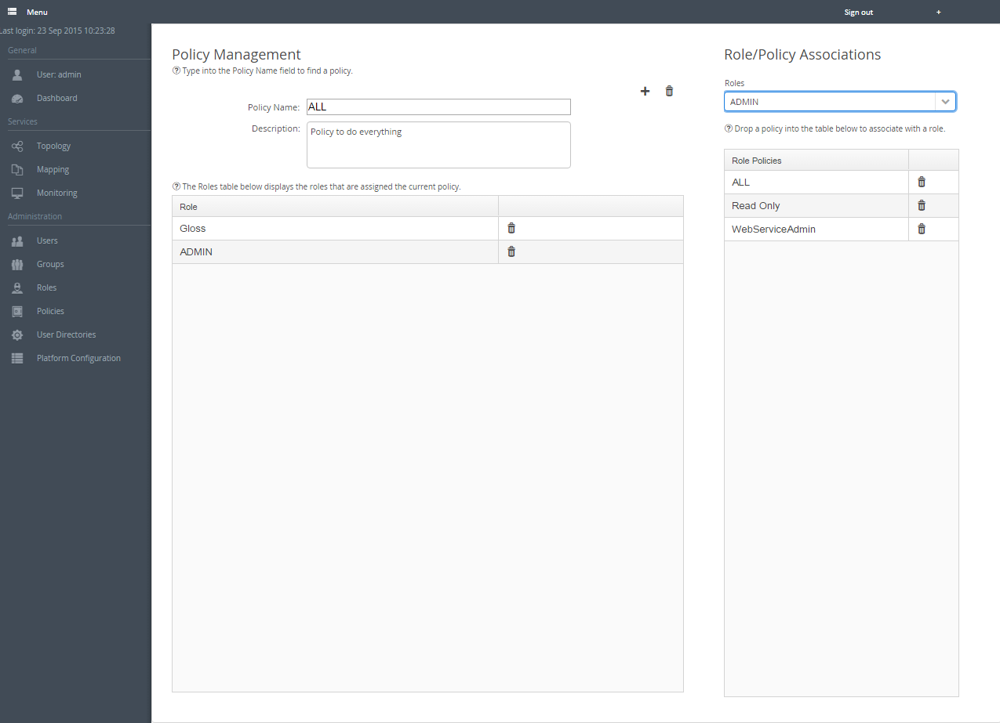 Menu
Sign out
+
Last login: 23 Sep 2015 10:23:28
General
User: admin
Dashboard
Services
Topology
Mapping
Monitoring
Administration
Users
Groups
Roles
Policies
User Directories
Platform Configuration
Policy Management
Type into the Policy Name field to find a policy.
Policy Name: ALL
Description: Policy to do everything
The Roles table below displays the roles that are assigned the current policy.
Role
Gloss
ADMIN
Role/Policy Associations
Roles
ADMIN
Drop a policy into the table below to associate with a role.
Role Policies
ALL
Read Only
WebServiceAdmin